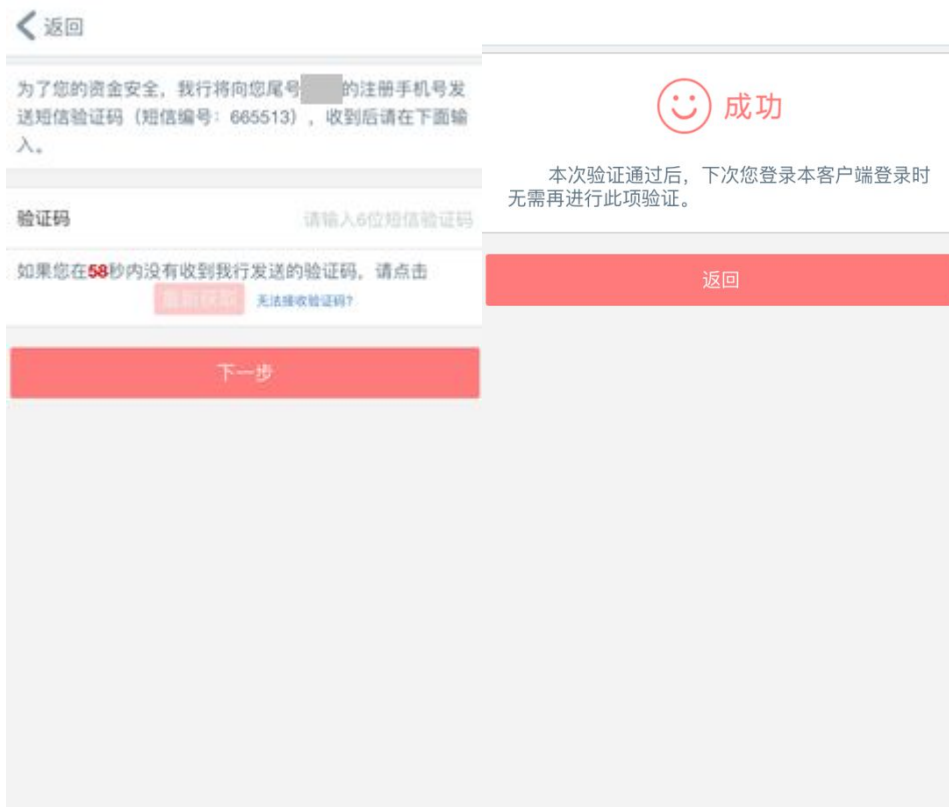 返回
为了您的资金安全，我行将向您尾号 的注册手机号发
送短信验证码（短信编号：665513），收到后请在下面输
入。
验证码 请输入6位短信验证码
如果您在58秒内没有收到我行发送的验证码，请点击
重新获取 无法接收验证码?
下一步
成功
本次验证通过后，下次您登录本客户端登录时
无需再进行此项验证。
返回